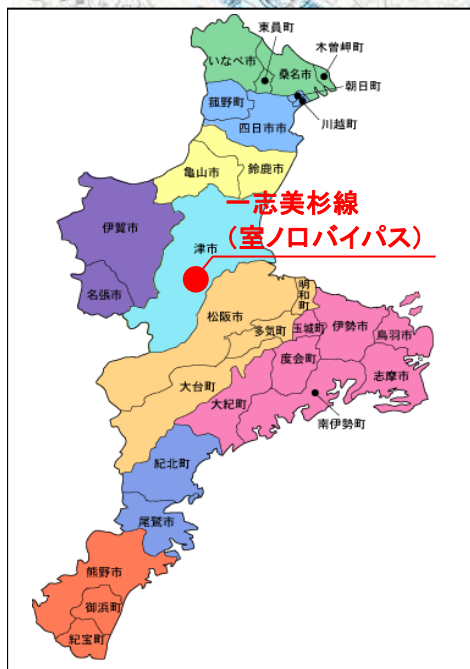 東員町
木曽岬町
いなべ市
桑名市
朝日町
菰野町
川越町
四日市市
亀山市
鈴鹿市
一志美杉線
(室ノ口バイパス)
伊賀市
津市
名張市
松阪市
明和町
多気町
玉城町
伊勢市
鳥羽市
度会町
志摩市
大台町
大紀町
南伊勢町
紀北町
尾鷲市
熊野市
御浜町
紀宝町